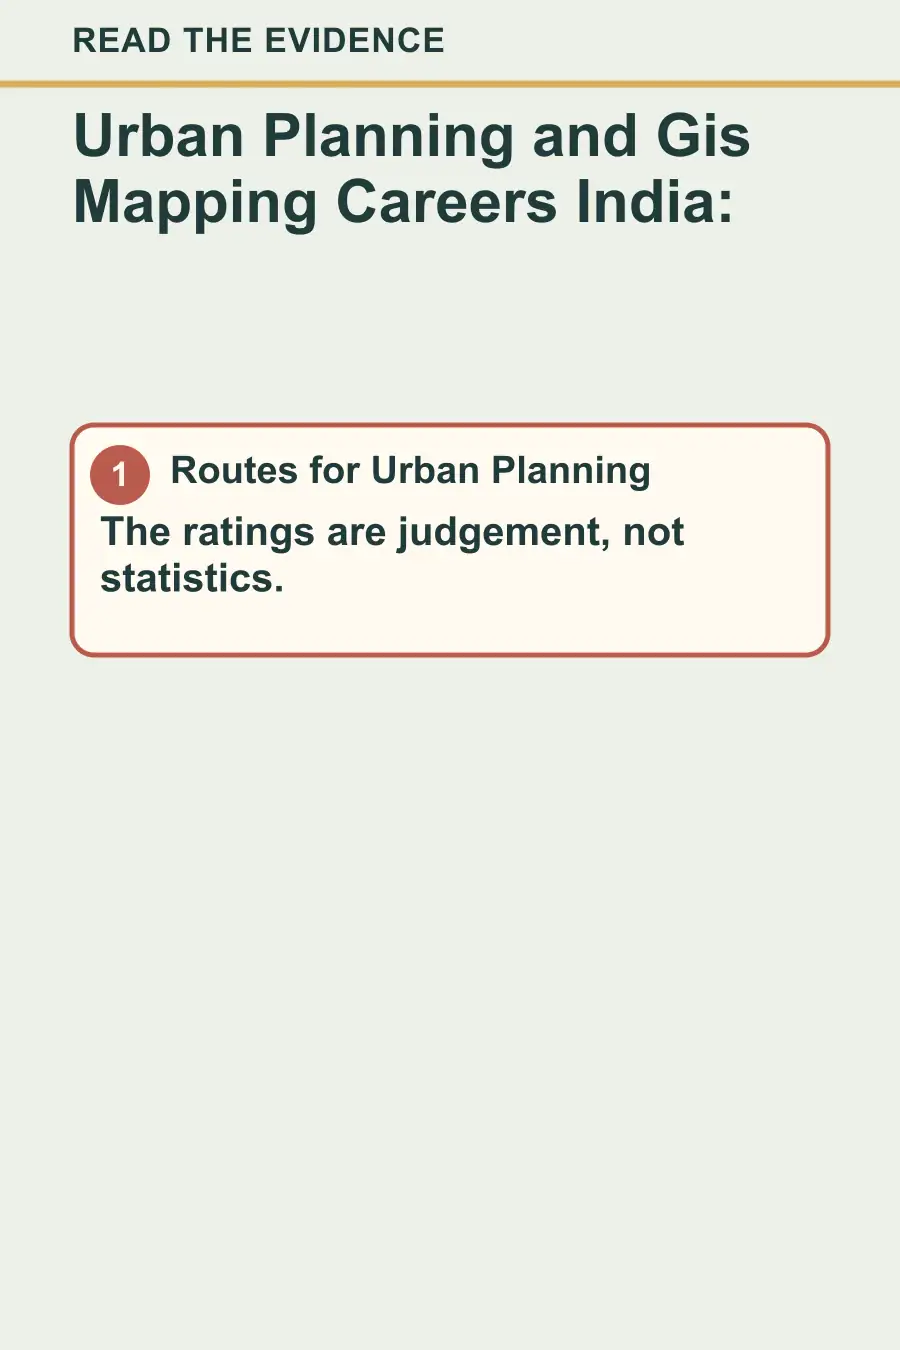 READ THE EVIDENCE
Urban Planning and Gis
Mapping Careers India:
1 Routes for Urban Planning
The ratings are judgement, not
statistics.